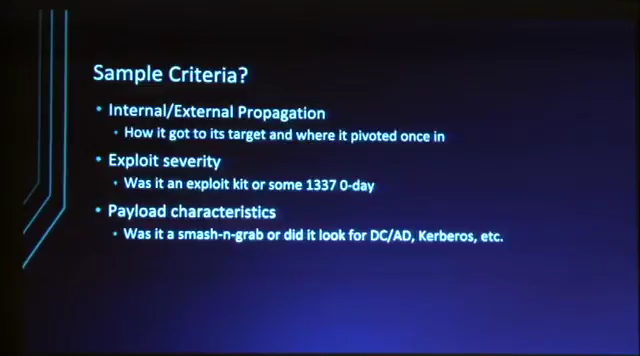 Sample Criteria?
• Internal/External Propagation
• How it got to its target and where it pivoted once in
• Exploit severity
• Was it an exploit kit or some 1337 0-day
• Payload characteristics
• Was it a smash-n-grab or did it look for DC/AD, Kerberos, etc.